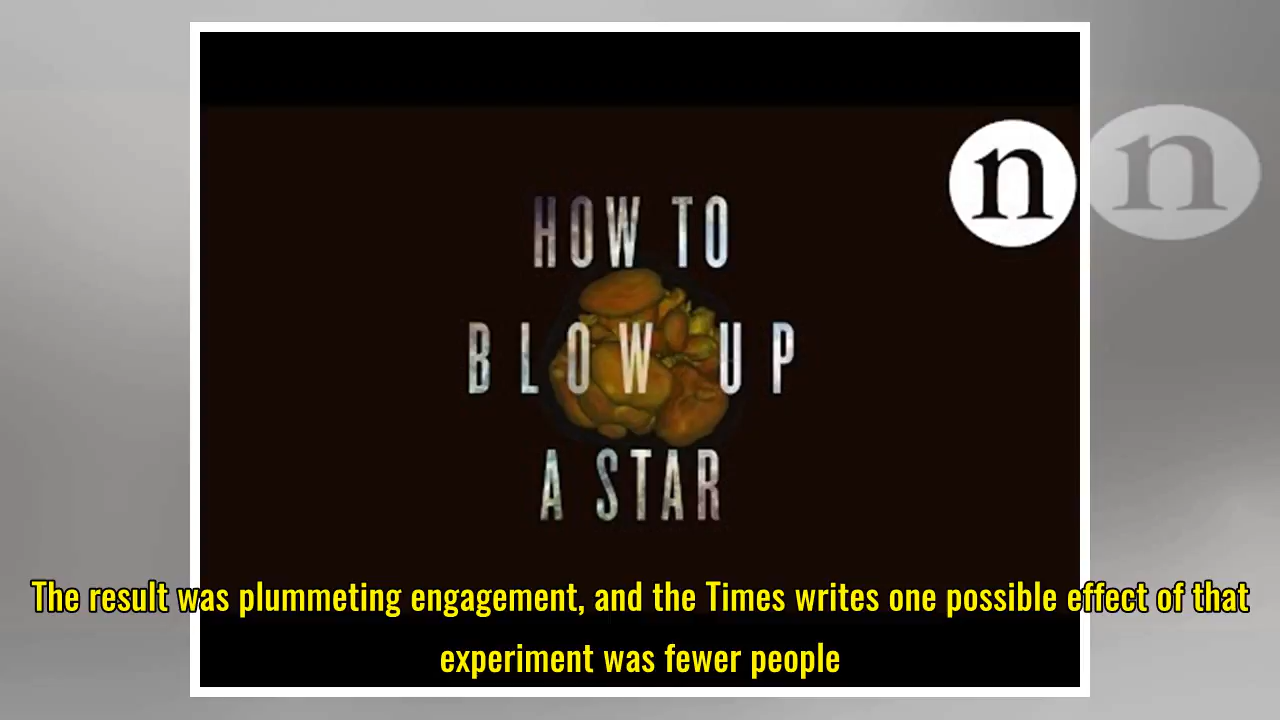 n
n
HOW TO
BLOW UP
A STAR
The result was plummeting engagement, and the Times writes one possible effect of that
experiment was fewer people